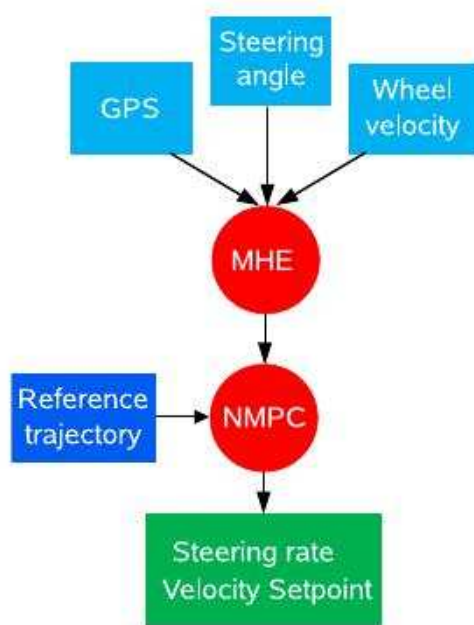 Steering
angle
GPS
Wheel
velocity
MHE
Reference
trajectory
NMPC
Steering rate
Velocity Setpoint